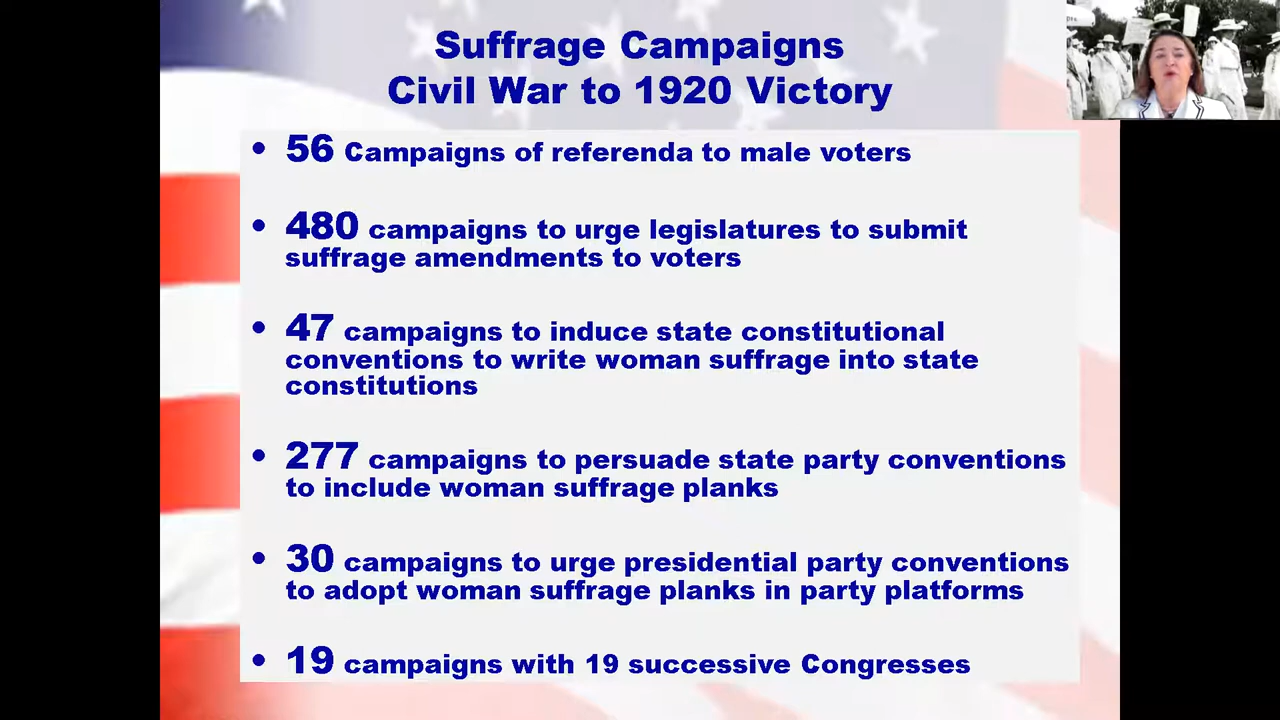 Suffrage Campaigns
Civil War to 1920 Victory
• 56 Campaigns of referenda to male voters
• 480 campaigns to urge legislatures to submit
suffrage amendments to voters
• 47 campaigns to induce state constitutional
conventions to write woman suffrage into state
constitutions
• 277 campaigns to persuade state party conventions
to include woman suffrage planks
• 30 campaigns to urge presidential party conventions
to adopt woman suffrage planks in party platforms
• 19 campaigns with 19 successive Congresses